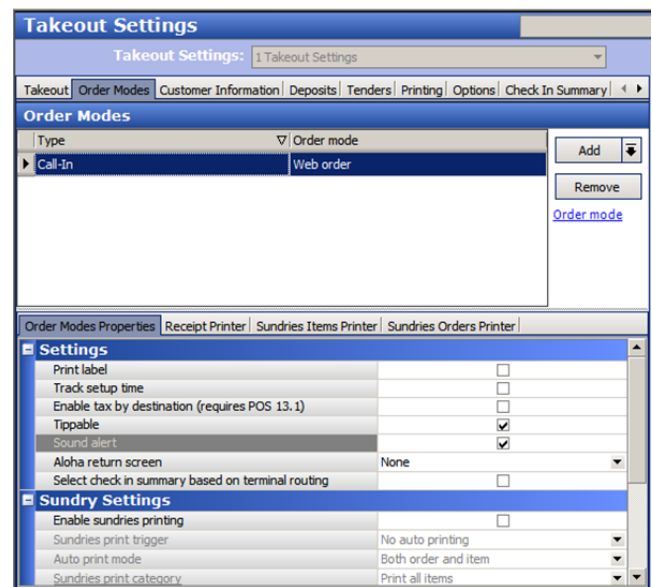 Takeout Settings
Takeout Settings: 1 Takeout Settings
Takeout Order Modes Customer Information Deposits Tenders Printing Options Check In Summary
Order Modes
Type Order mode
Call-In Web order
Add
Remove
Order mode
Order Modes Properties Receipt Printer Sundries Items Printer Sundries Orders Printer
Settings
Print label
Track setup time
Enable tax by destination (requires POS 13.1)
Tippable
Sound alert
Aloha return screen None
Select check in summary based on terminal routing
Sundry Settings
Enable sundries printing
Sundries print trigger No auto printing
Auto print mode Both order and item
Sundries print category Print all items